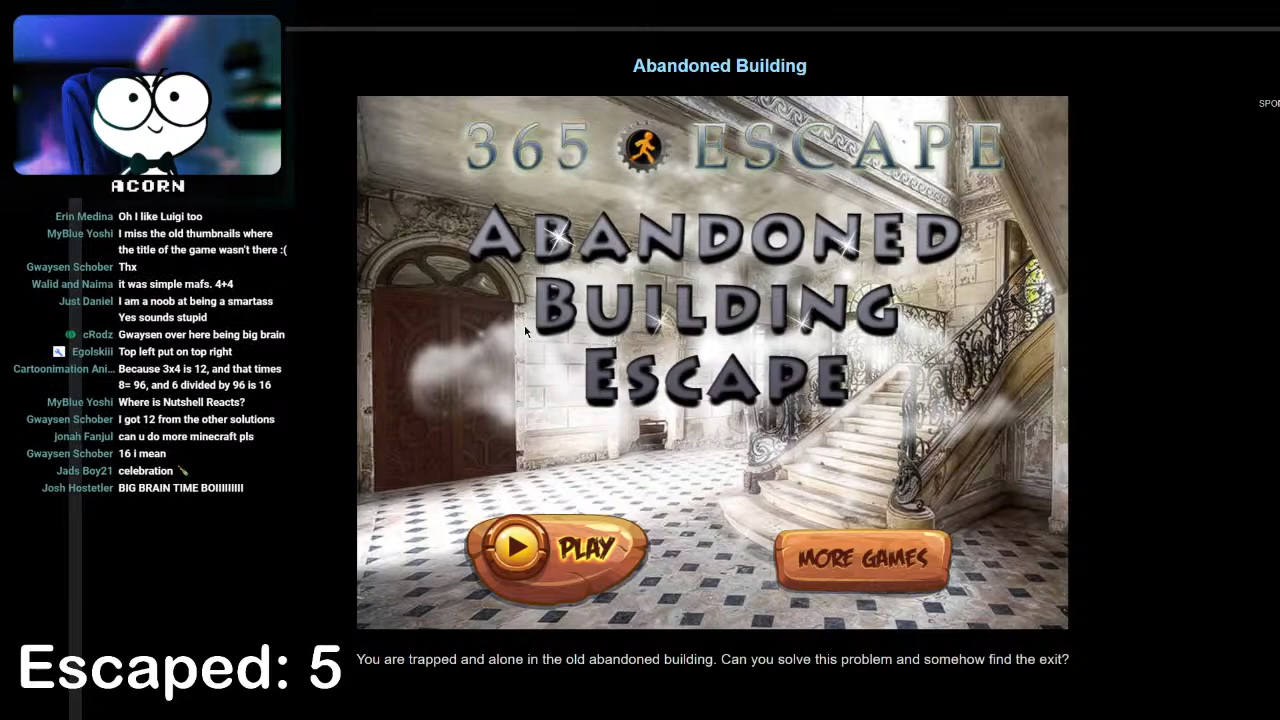 Abandoned Building
SPO
365 ESCAPE
ABANDONED
BUILDING
ESCAPE
PLAY
MORE GAMES
You are trapped and alone in the old abandoned building. Can you solve this problem and somehow find the exit?
ACORN
Erin Medina Oh I like Luigi too
MyBlue Yoshi I miss the old thumbnails where
the title of the game wasn't there :(
Gwaysen Schober Thx
Walid and Naima it was simple mafs. 4+4
Just Daniel I am a noob at being a smartass
Yes sounds stupid
cRodz Gwaysen over here being big brain
Egolskiii Top left put on top right
Cartoonimation Ani... Because 3x4 is 12, and that times
8= 96, and 6 divided by 96 is 16
MyBlue Yoshi Where is Nutshell Reacts?
Gwaysen Schober I got 12 from the other solutions
jonah Fanjul can u do more minecraft pls
Gwaysen Schober 16 i mean
Jads Boy21 celebration
Josh Hostetler BIG BRAIN TIME BOIIIIIIIII
Escaped: 5